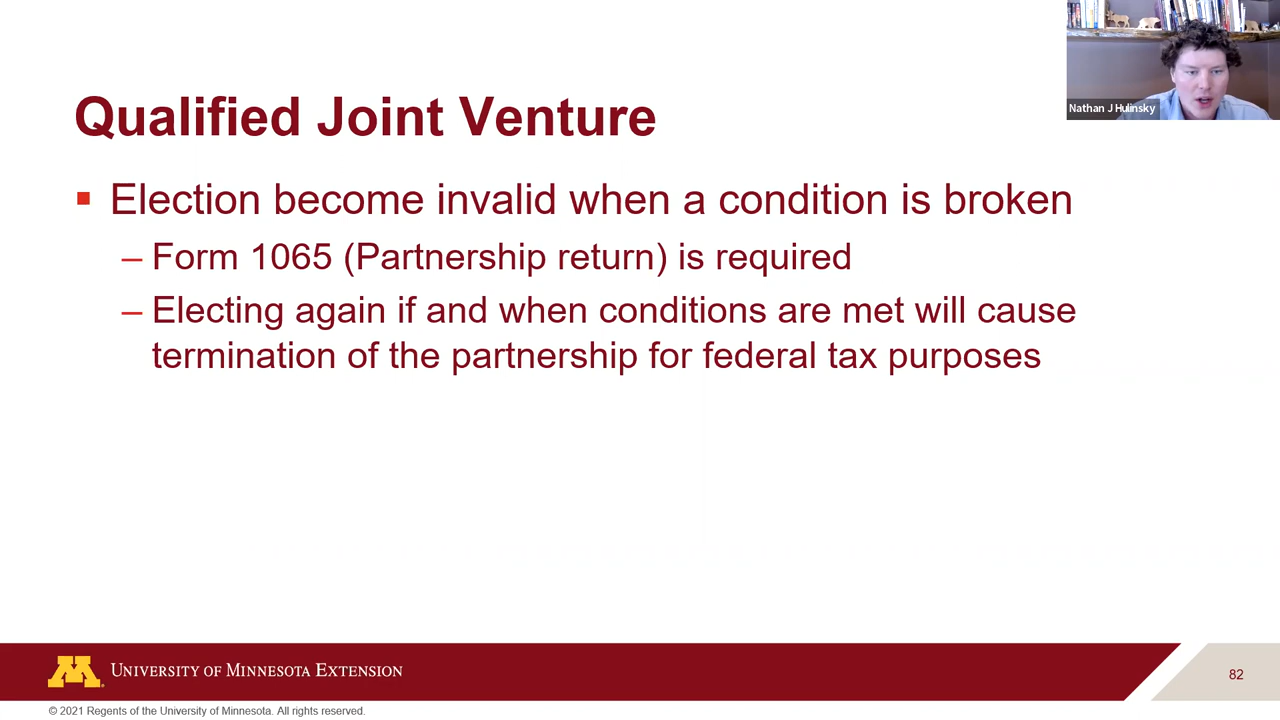 Nathan J Hulinsky
Qualified Joint Venture
▪ Election become invalid when a condition is broken
– Form 1065 (Partnership return) is required
– Electing again if and when conditions are met will cause
termination of the partnership for federal tax purposes
UNIVERSITY OF MINNESOTA EXTENSION
82
© 2021 Regents of the University of Minnesota. All rights reserved.